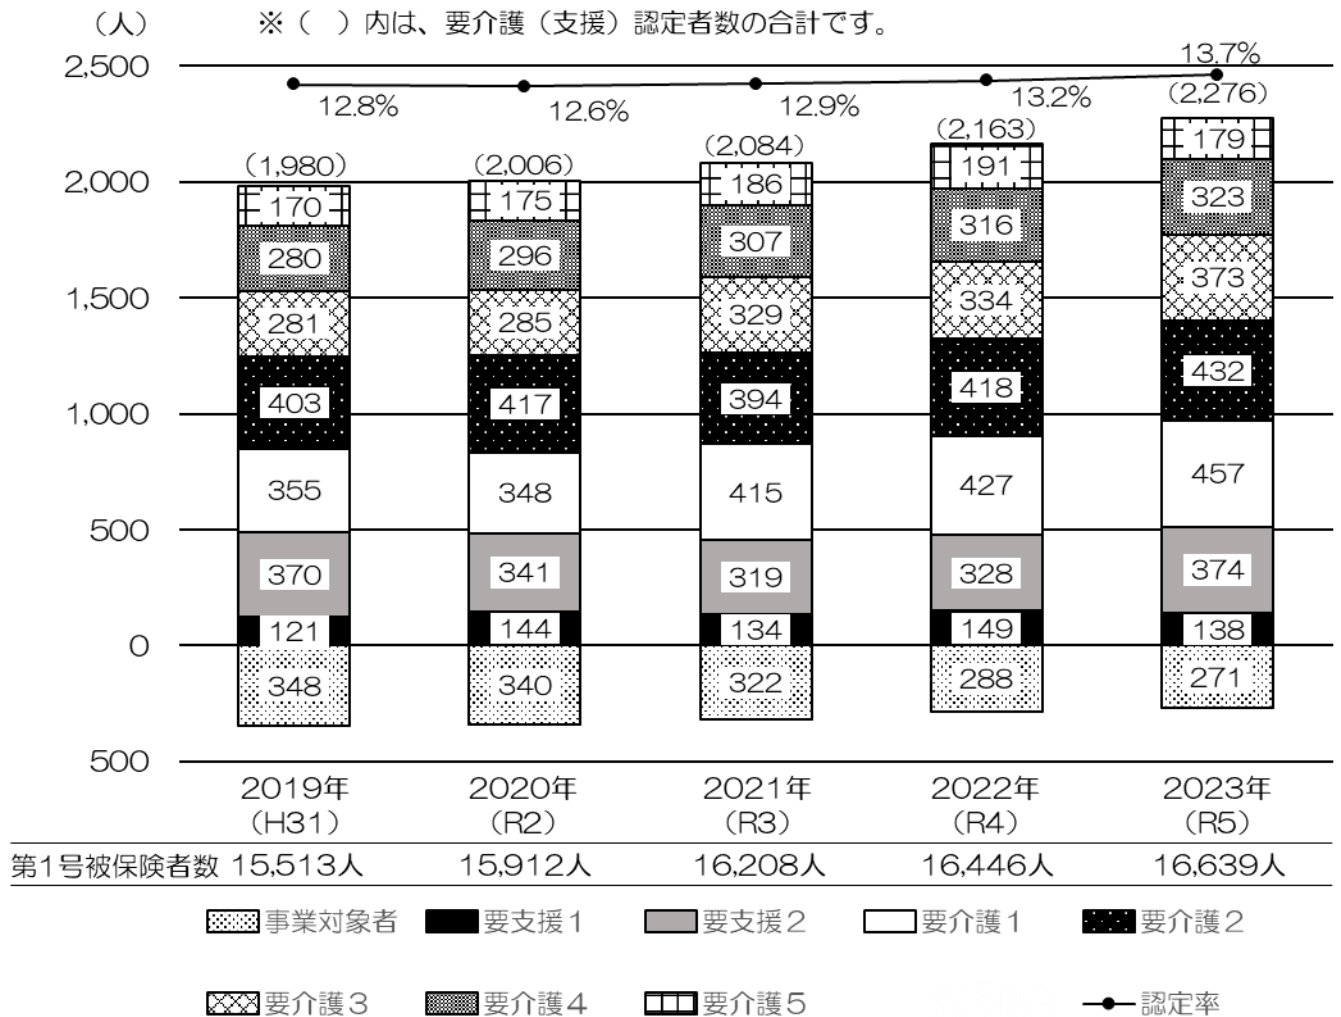 （人） ※（　）内は、要介護（支援）認定者数の合計です。
2,500
13.7%
12.8% 12.6% 12.9% 13.2% (2,276)
(1,980) (2,006) (2,084) (2,163)
2,000
170 175 186 191 179
280 296 307 316 323
1,500
281 285 329 334 373
403 417 394 418 432
1,000
355 348 415 427 457
500
370 341 319 328 374
121 144 134 149 138
0
348 340 322 288 271
500
2019年 2020年 2021年 2022年 2023年
（H31） （R2） （R3） （R4） （R5）
第1号被保険者数 15,513人 15,912人 16,208人 16,446人 16,639人
事業対象者 要支援1 要支援2 要介護1 要介護2
要介護3 要介護4 要介護5 認定率